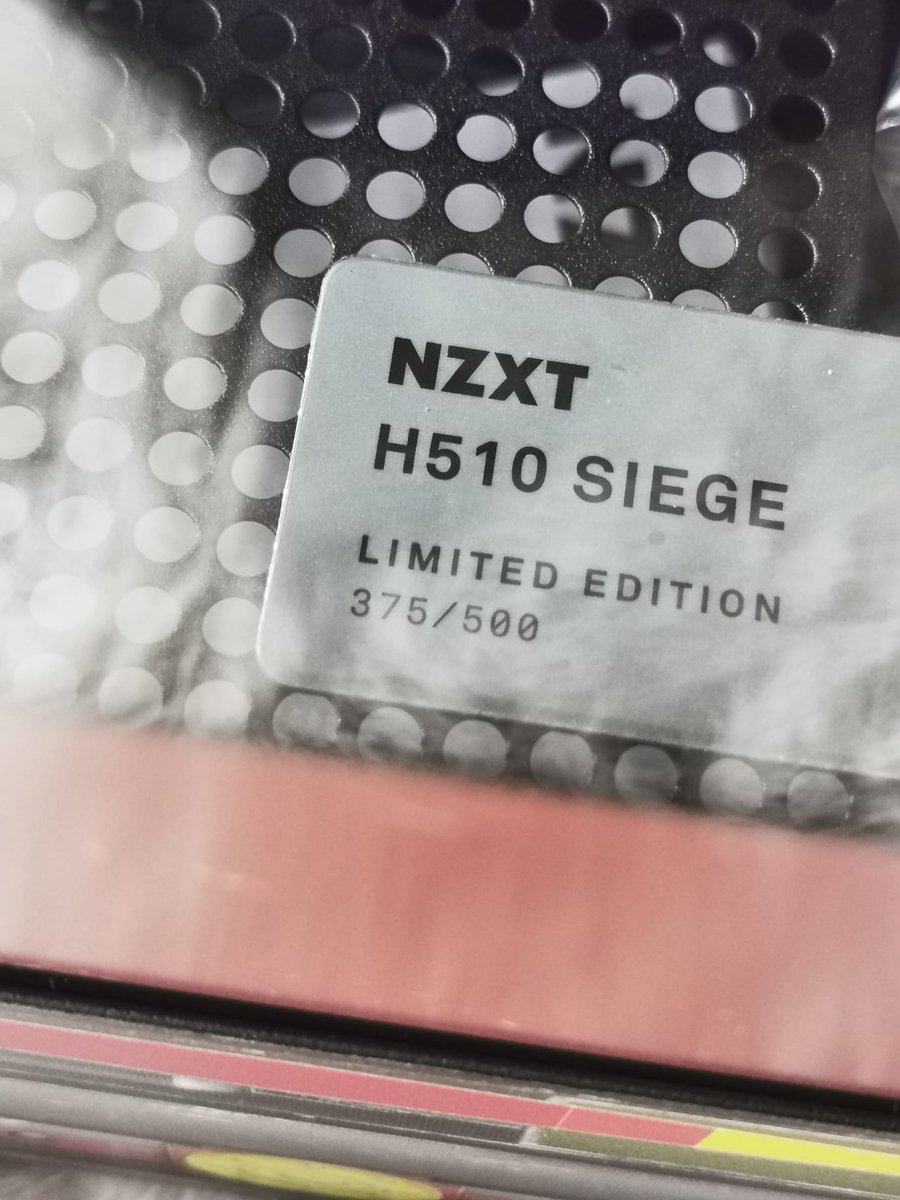 NZXT
H510 SIEGE
LIMITED EDITION
375/500